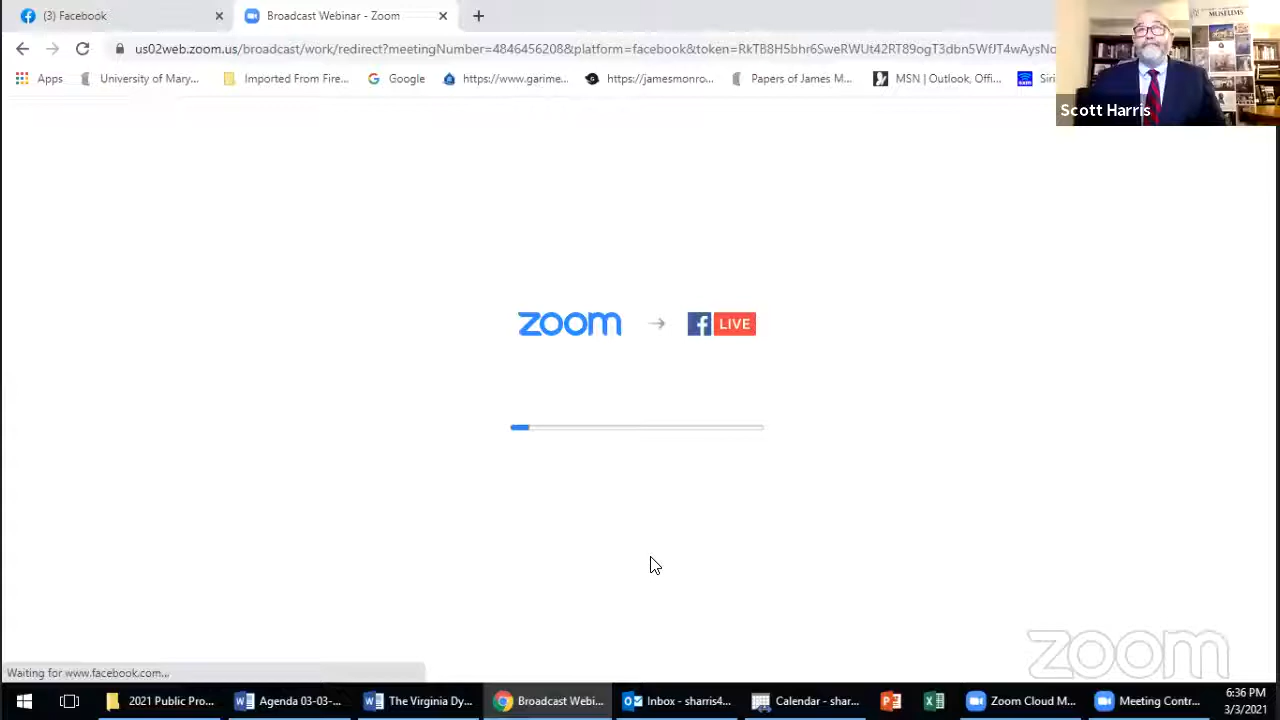 (3) Facebook
Broadcast Webinar - Zoom
us02web.zoom.us/broadcast/work/redirect?meetingNumber=4846456208&platform=facebook&token=RkTB8H5bhr6SweRWUt42RT89ogT3dbn5WfJT4wAysNo
Apps
University of Mary...
Imported From Fire...
Google
https://www.garime...
https://jamesmonro...
Papers of James M...
MSN | Outlook, Offi...
Siri
MUSEUMS
Scott Harris
zoom
f LIVE
Waiting for www.facebook.com...
zoom
2021 Public Pro...
Agenda 03-03-...
The Virginia Dy...
Broadcast Webi...
Inbox - sharris4...
Calendar - shar...
Zoom Cloud M...
Meeting Contr...
6:36 PM
3/3/2021